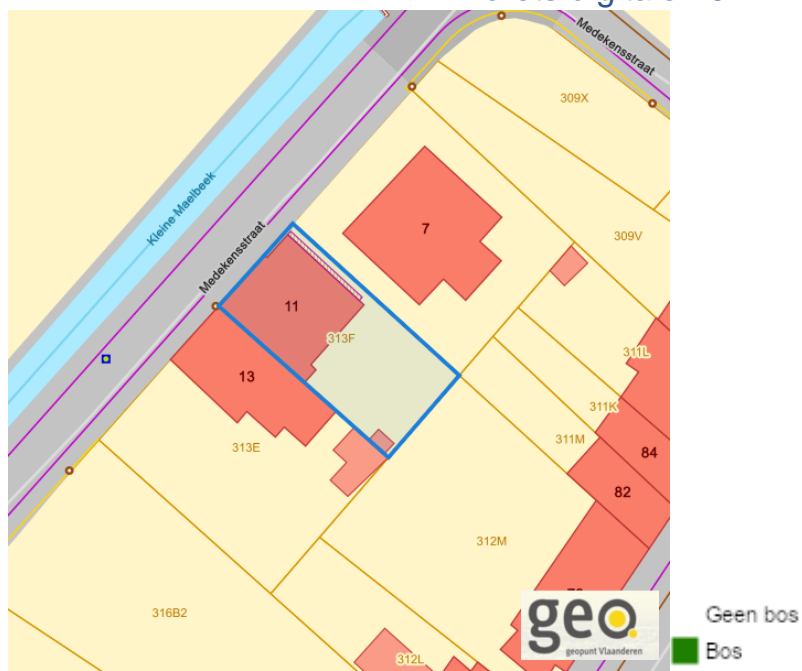 Medekensstraat
309X
Kleine Maelbeek
Medekensstraat
7
309V
11
313F
311L
13
311K
84
313E
311M
82
312M
316B2
geo
geopunt Vlaanderen
312L
Geen bos
Bos